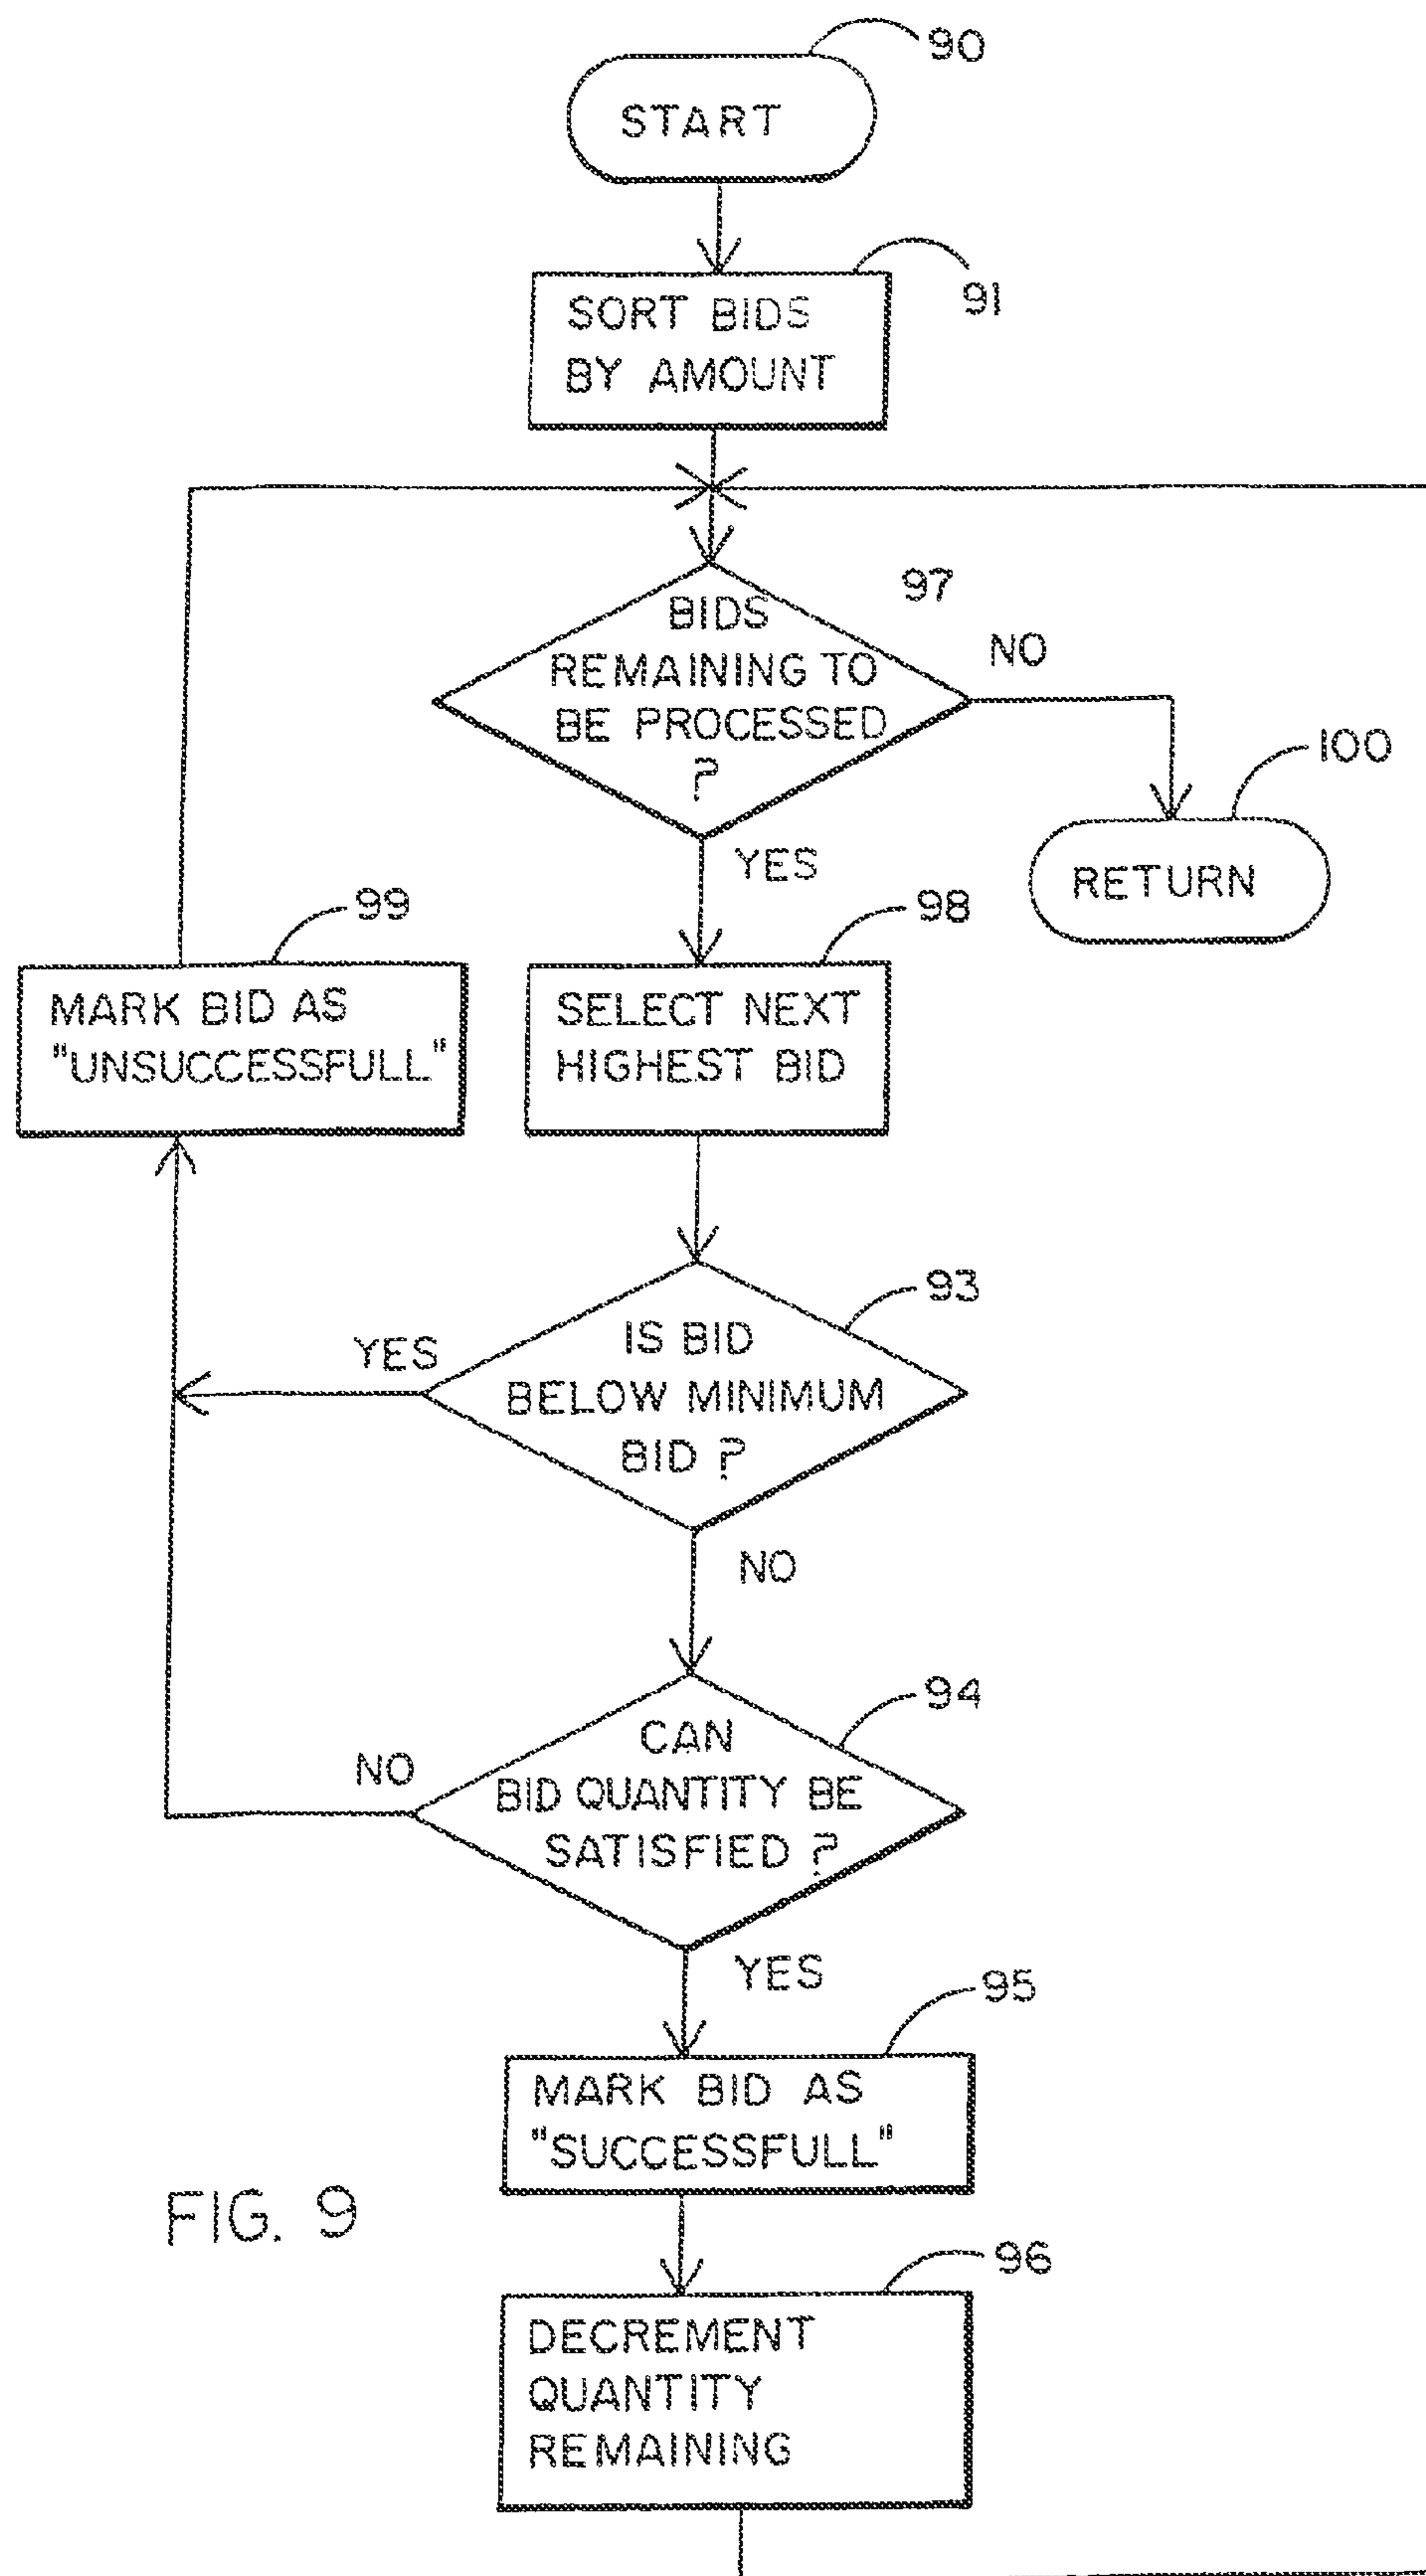 90
START
91
SORT BIDS
BY AMOUNT
97
BIDS
REMAINING TO
BE PROCESSED
?
NO
100
RETURN
YES
99
MARK BID AS
"UNSUCCESSFULL"
98
SELECT NEXT
HIGHEST BID
93
YES
IS BID
BELOW MINIMUM
BID ?
NO
94
NO
CAN
BID QUANTITY BE
SATISFIED ?
YES
95
MARK BID AS
"SUCCESSFULL"
FIG. 9
96
DECREMENT
QUANTITY
REMAINING